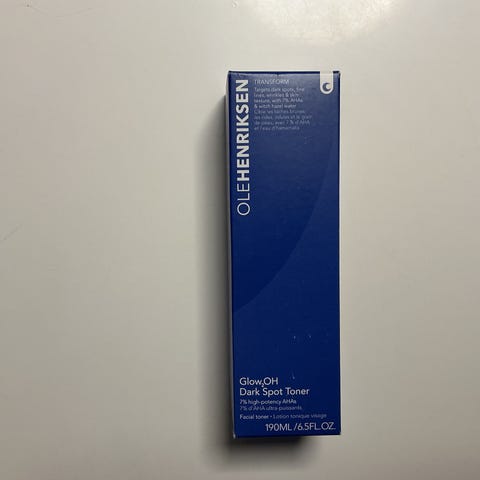 OLEHENRIKSEN
TRANSFORM
Targets dark spots, fine
lines, wrinkles & skin
texture, with 7% AHAs
& witch hazel water
Cible les taches brunes,
les rides, ridules et le grain
de peau, avec 7 % d'AHA
et l'eau d'hamamélis
Glow2OH
Dark Spot Toner
7% high-potency AHAs
7% d'AHA ultra-puissants
Facial toner • Lotion tonique visage
190ML /6.5FL.OZ.